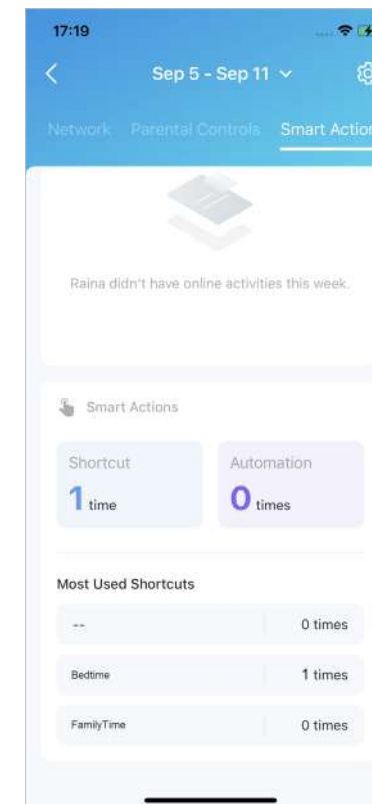 17:19
Sep 5 - Sep 11
Network Parental Controls Smart Action
Raina didn't have online activities this week.
Smart Actions
Shortcut Automation
1 time 0 times
Most Used Shortcuts
-- 0 times
Bedtime 1 times
FamilyTime 0 times